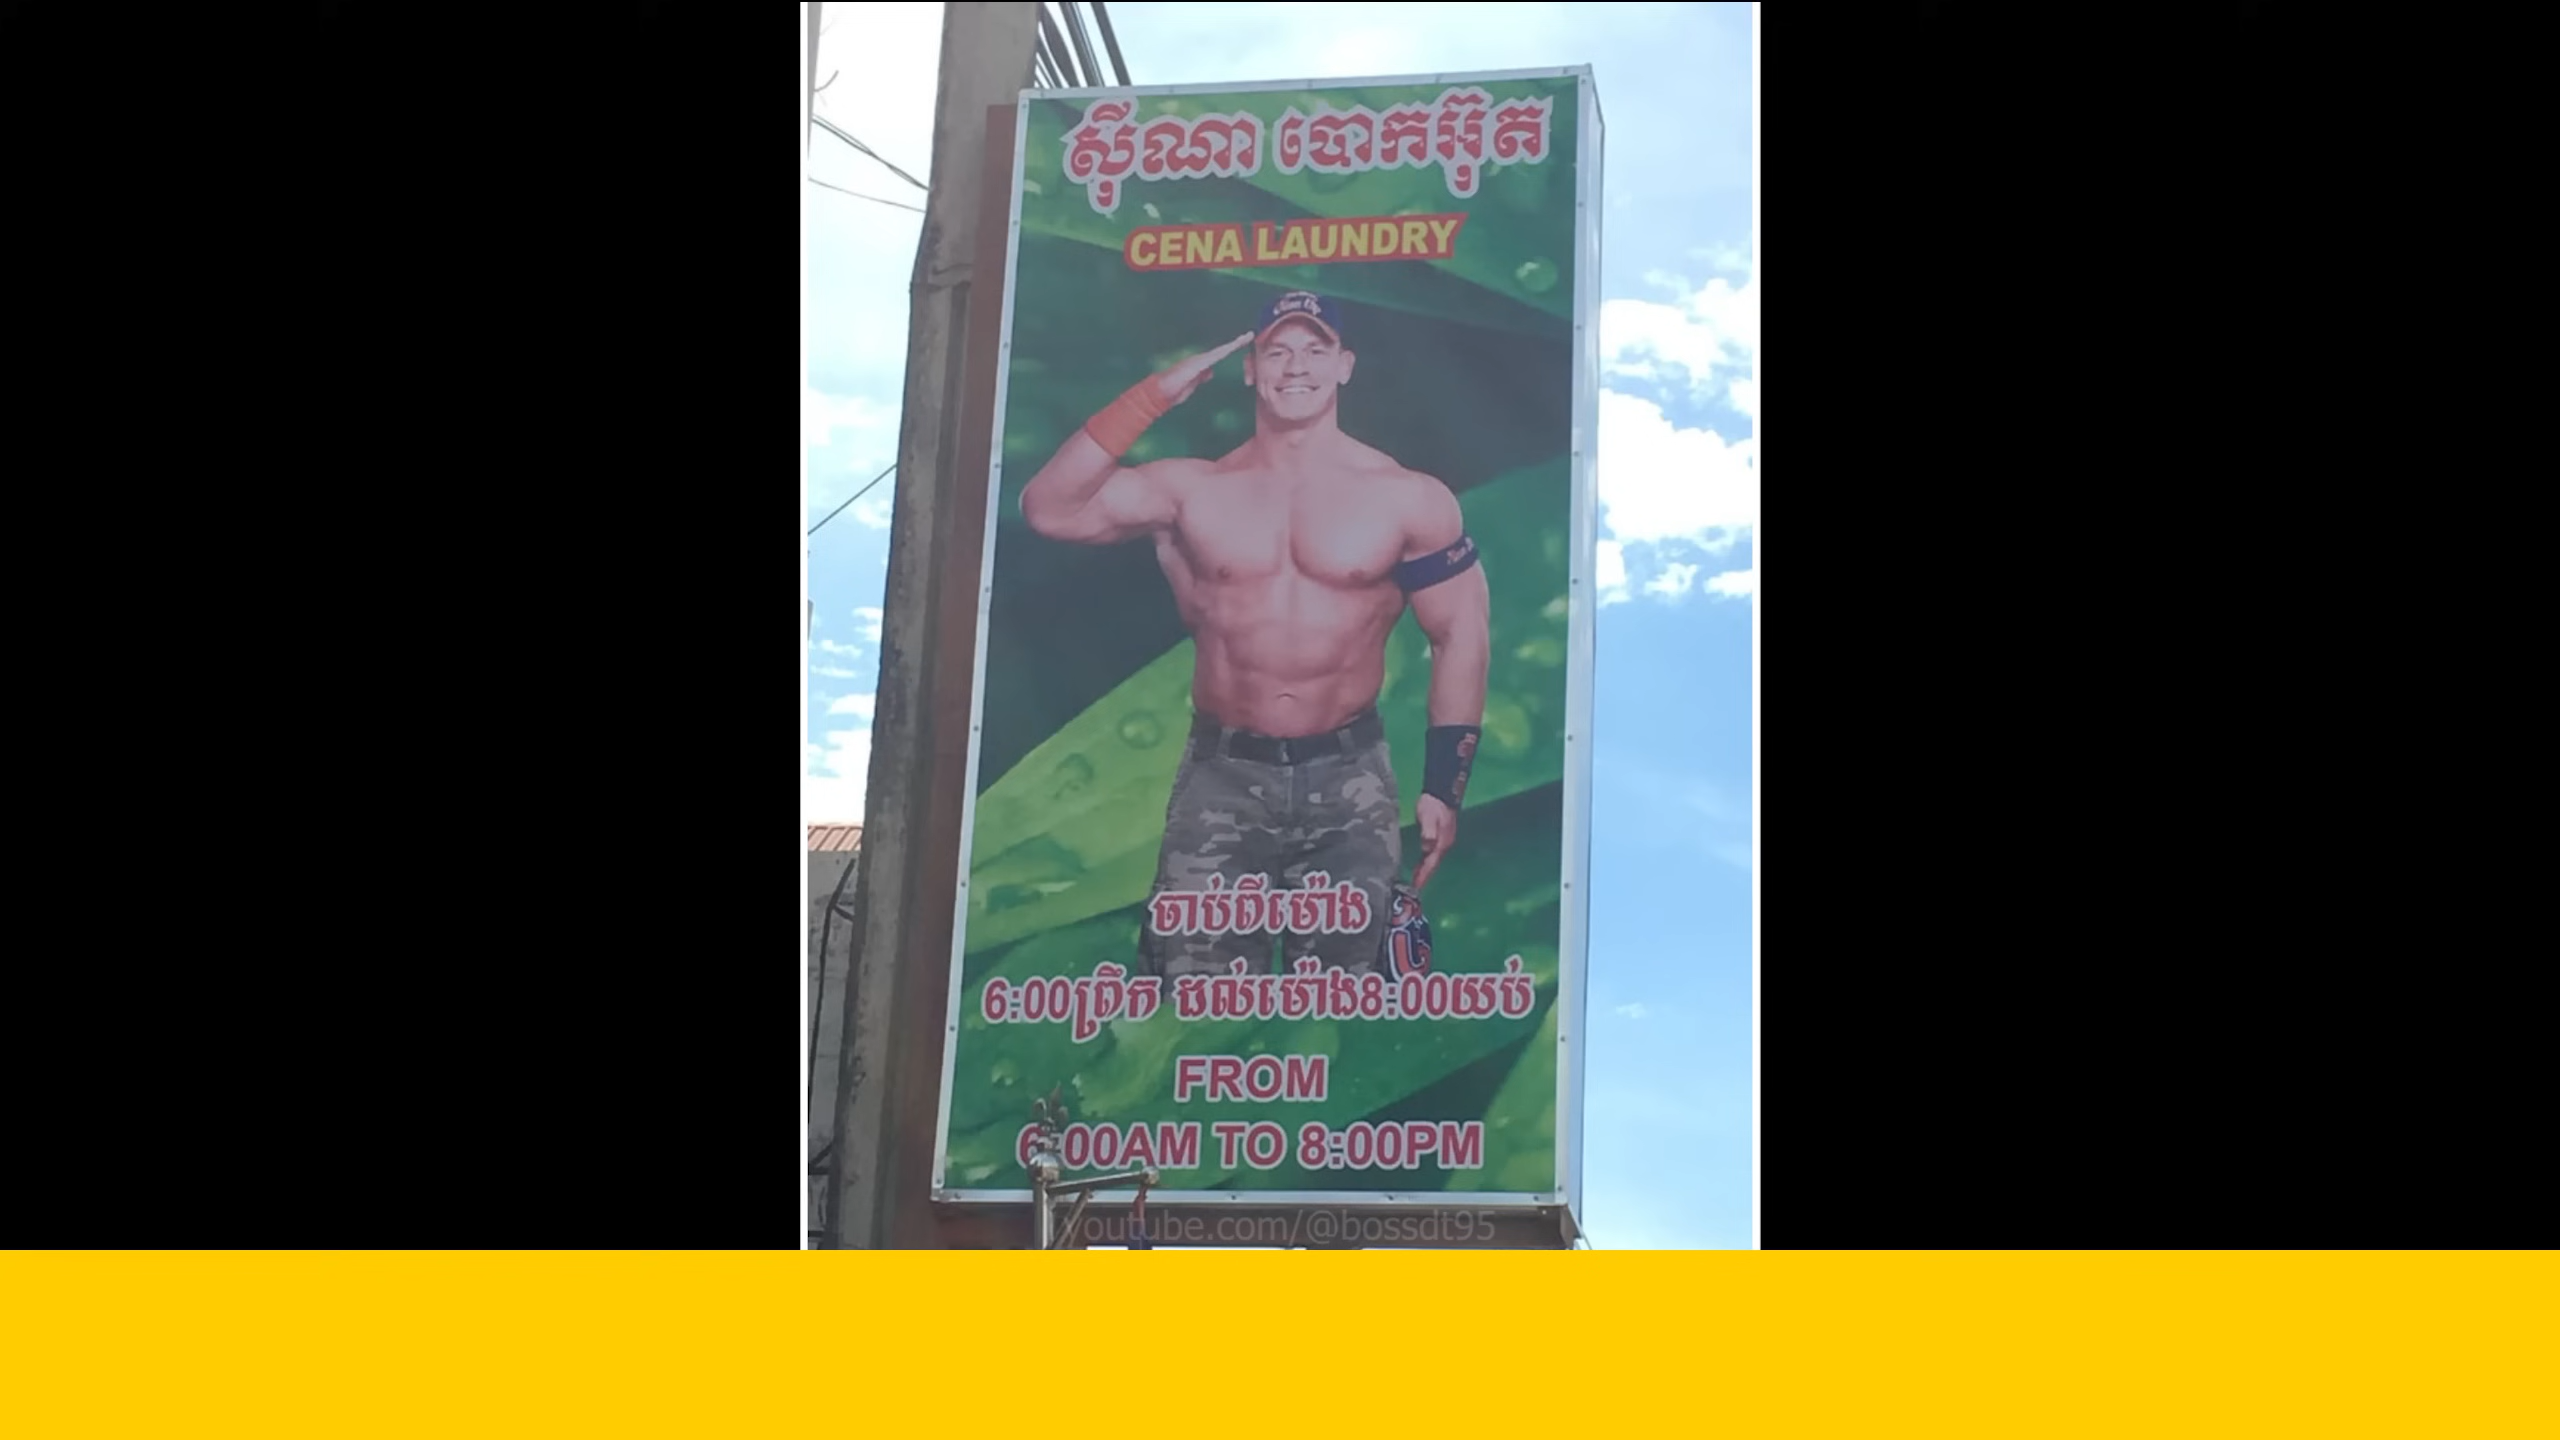 ស៊ីណា បោកអ៊ុត
CENA LAUNDRY
ចាប់ពីម៉ោង
6:00ព្រឹក ដល់ម៉ោង8:00យប់
FROM
6:00AM TO 8:00PM
youtube.com/@bossdt95